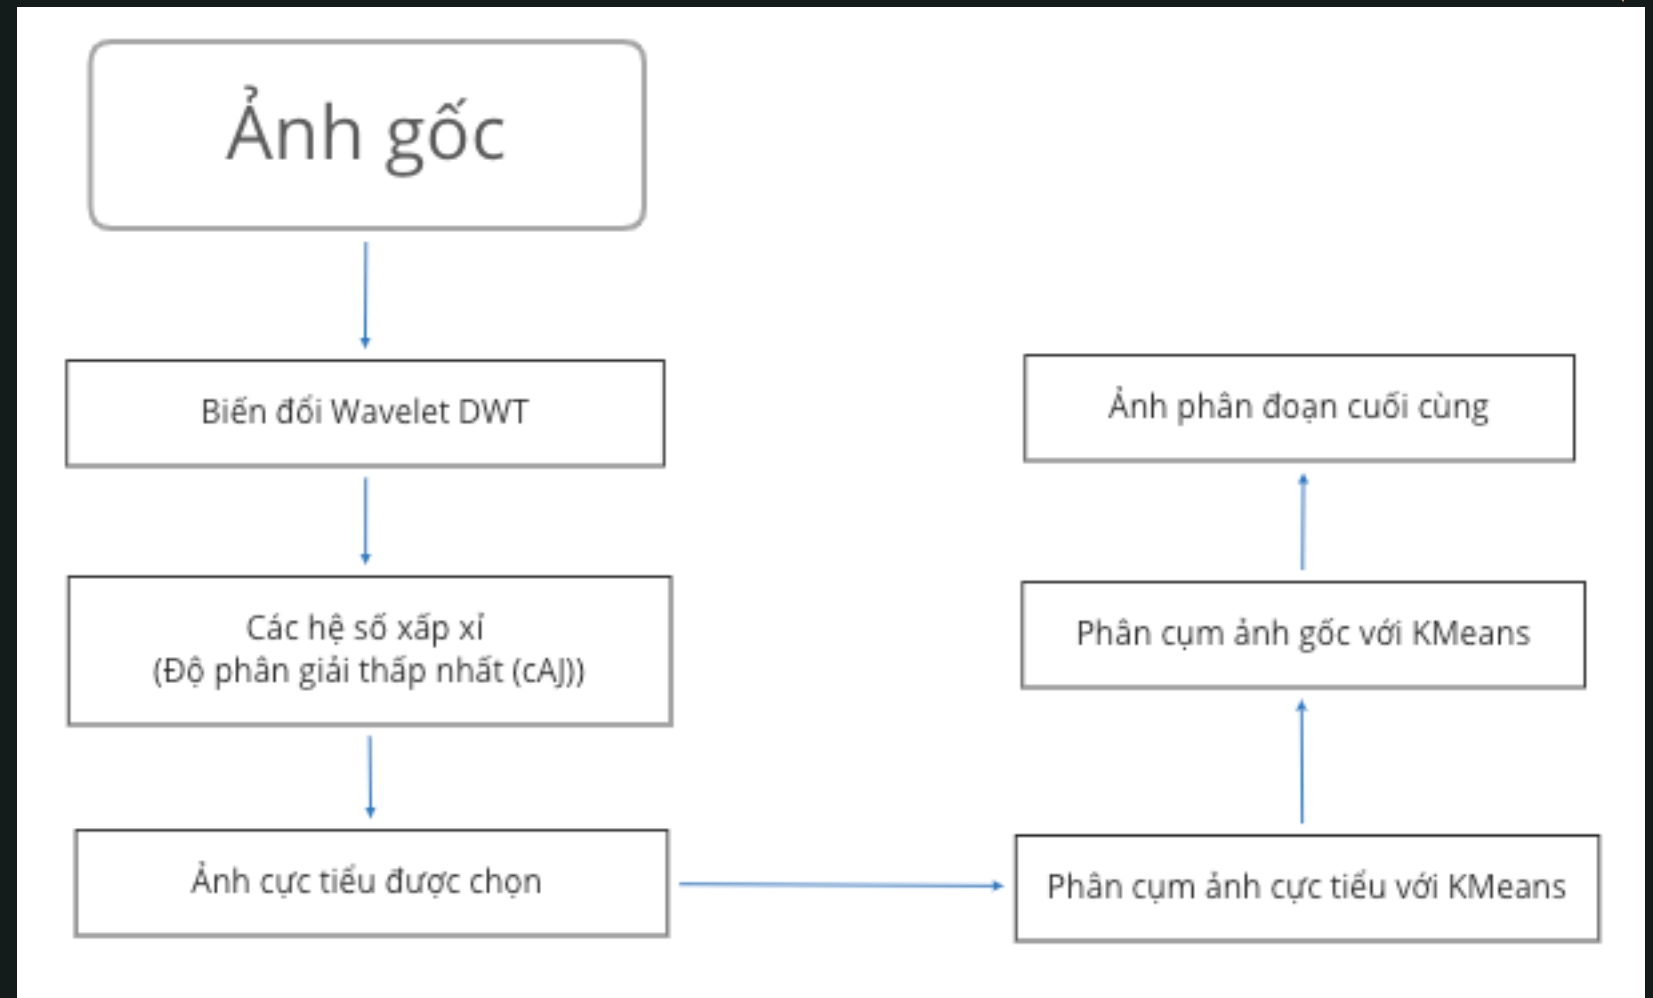 Ảnh gốc
Biến đổi Wavelet DWT
Các hệ số xấp xỉ
(Độ phân giải thấp nhất (cAJ))
Ảnh cực tiểu được chọn
Phân cụm ảnh cực tiểu với KMeans
Phân cụm ảnh gốc với KMeans
Ảnh phân đoạn cuối cùng